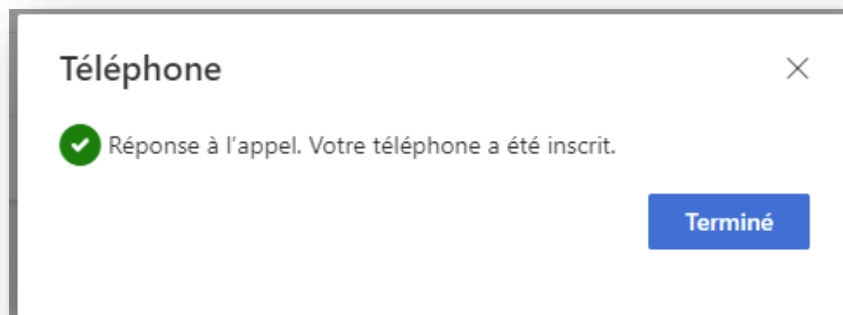 Téléphone
Réponse à l'appel. Votre téléphone a été inscrit.
Terminé